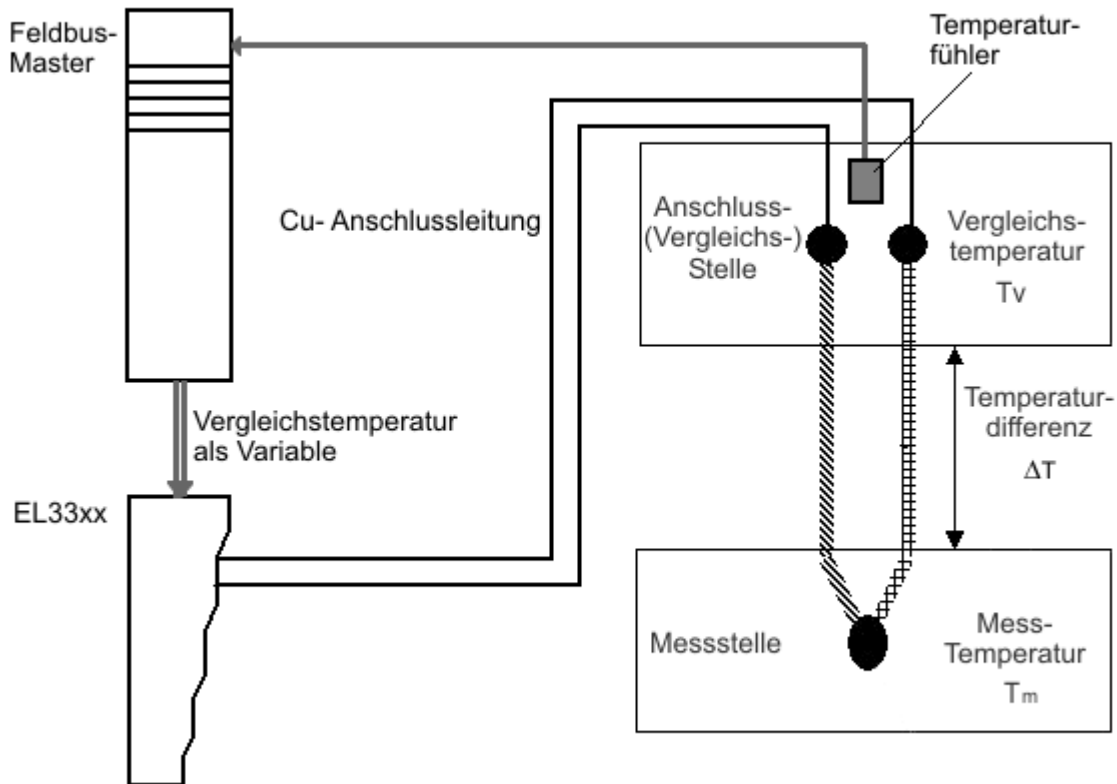 Feldbus-
Master
Temperatur-
fühler
Cu- Anschlussleitung
Anschluss-
(Vergleichs-)
Stelle
Vergleichs-
temperatur
Tv
Vergleichstemperatur
als Variable
Temperatur-
differenz
ΔT
EL33xx
Messstelle
Mess-
Temperatur
Tm